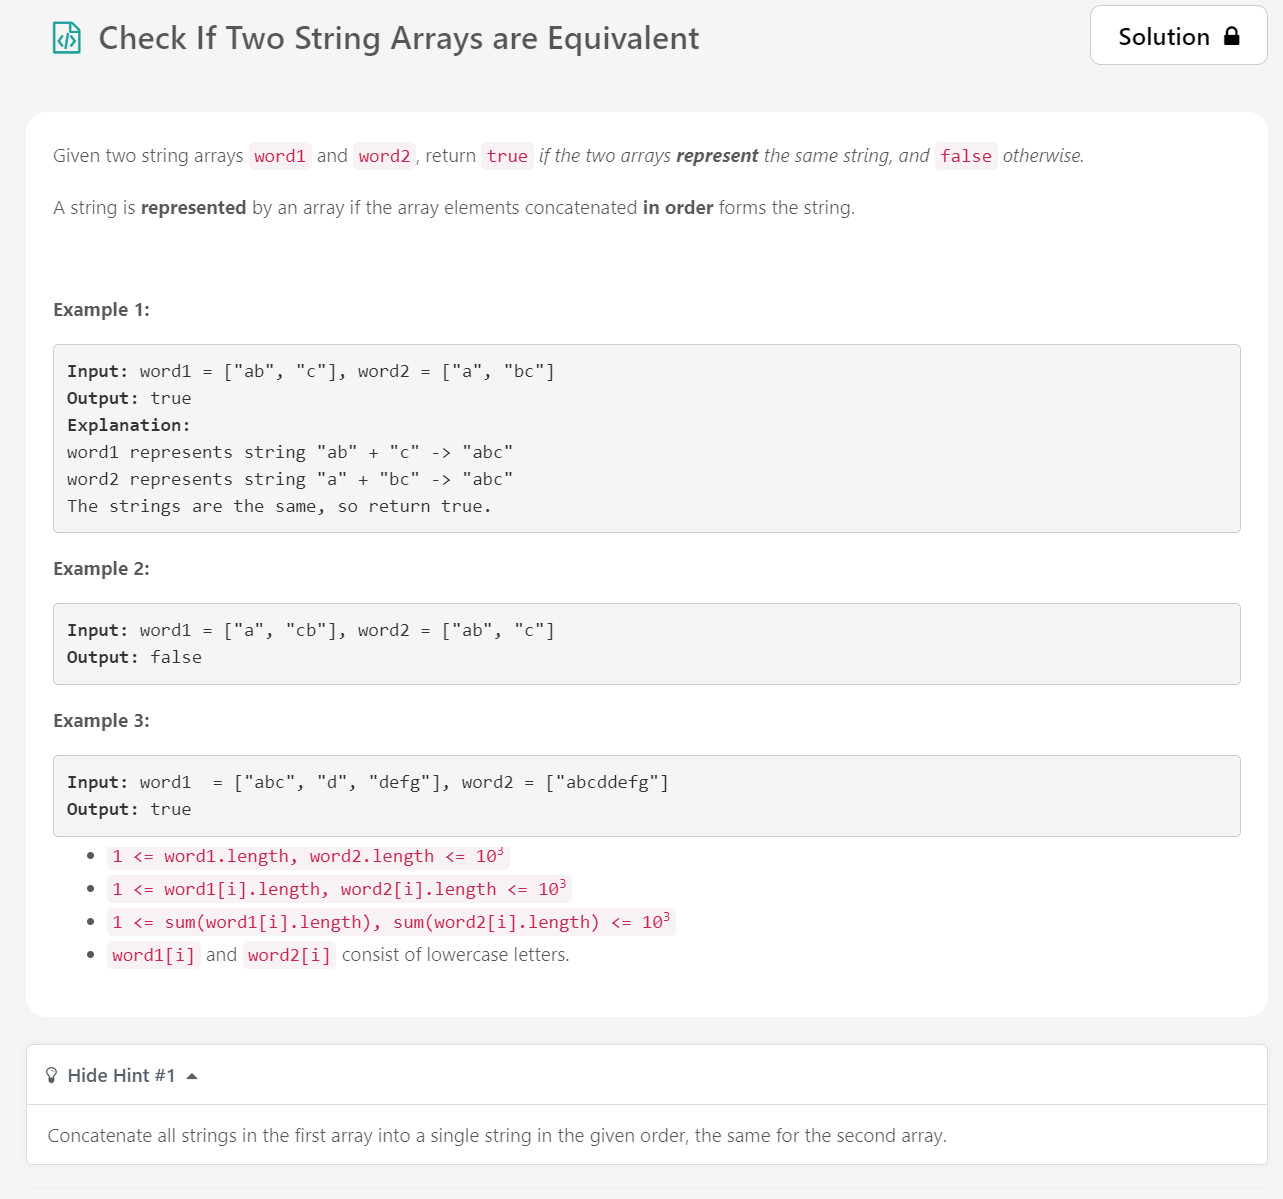 Check If Two String Arrays are Equivalent
Solution
Given two string arrays word1 and word2, return true if the two arrays represent the same string, and false otherwise.
A string is represented by an array if the array elements concatenated in order forms the string.
Example 1:
Input: word1 = ["ab", "c"], word2 = ["a", "bc"]
Output: true
Explanation:
word1 represents string "ab" + "c" -> "abc"
word2 represents string "a" + "bc" -> "abc"
The strings are the same, so return true.
Example 2:
Input: word1 = ["a", "cb"], word2 = ["ab", "c"]
Output: false
Example 3:
Input: word1  = ["abc", "d", "defg"], word2 = ["abcddefg"]
Output: true
• 1 <= word1.length, word2.length <= 10³
• 1 <= word1[i].length, word2[i].length <= 10³
• 1 <= sum(word1[i].length), sum(word2[i].length) <= 10³
• word1[i] and word2[i] consist of lowercase letters.
Hide Hint #1
Concatenate all strings in the first array into a single string in the given order, the same for the second array.